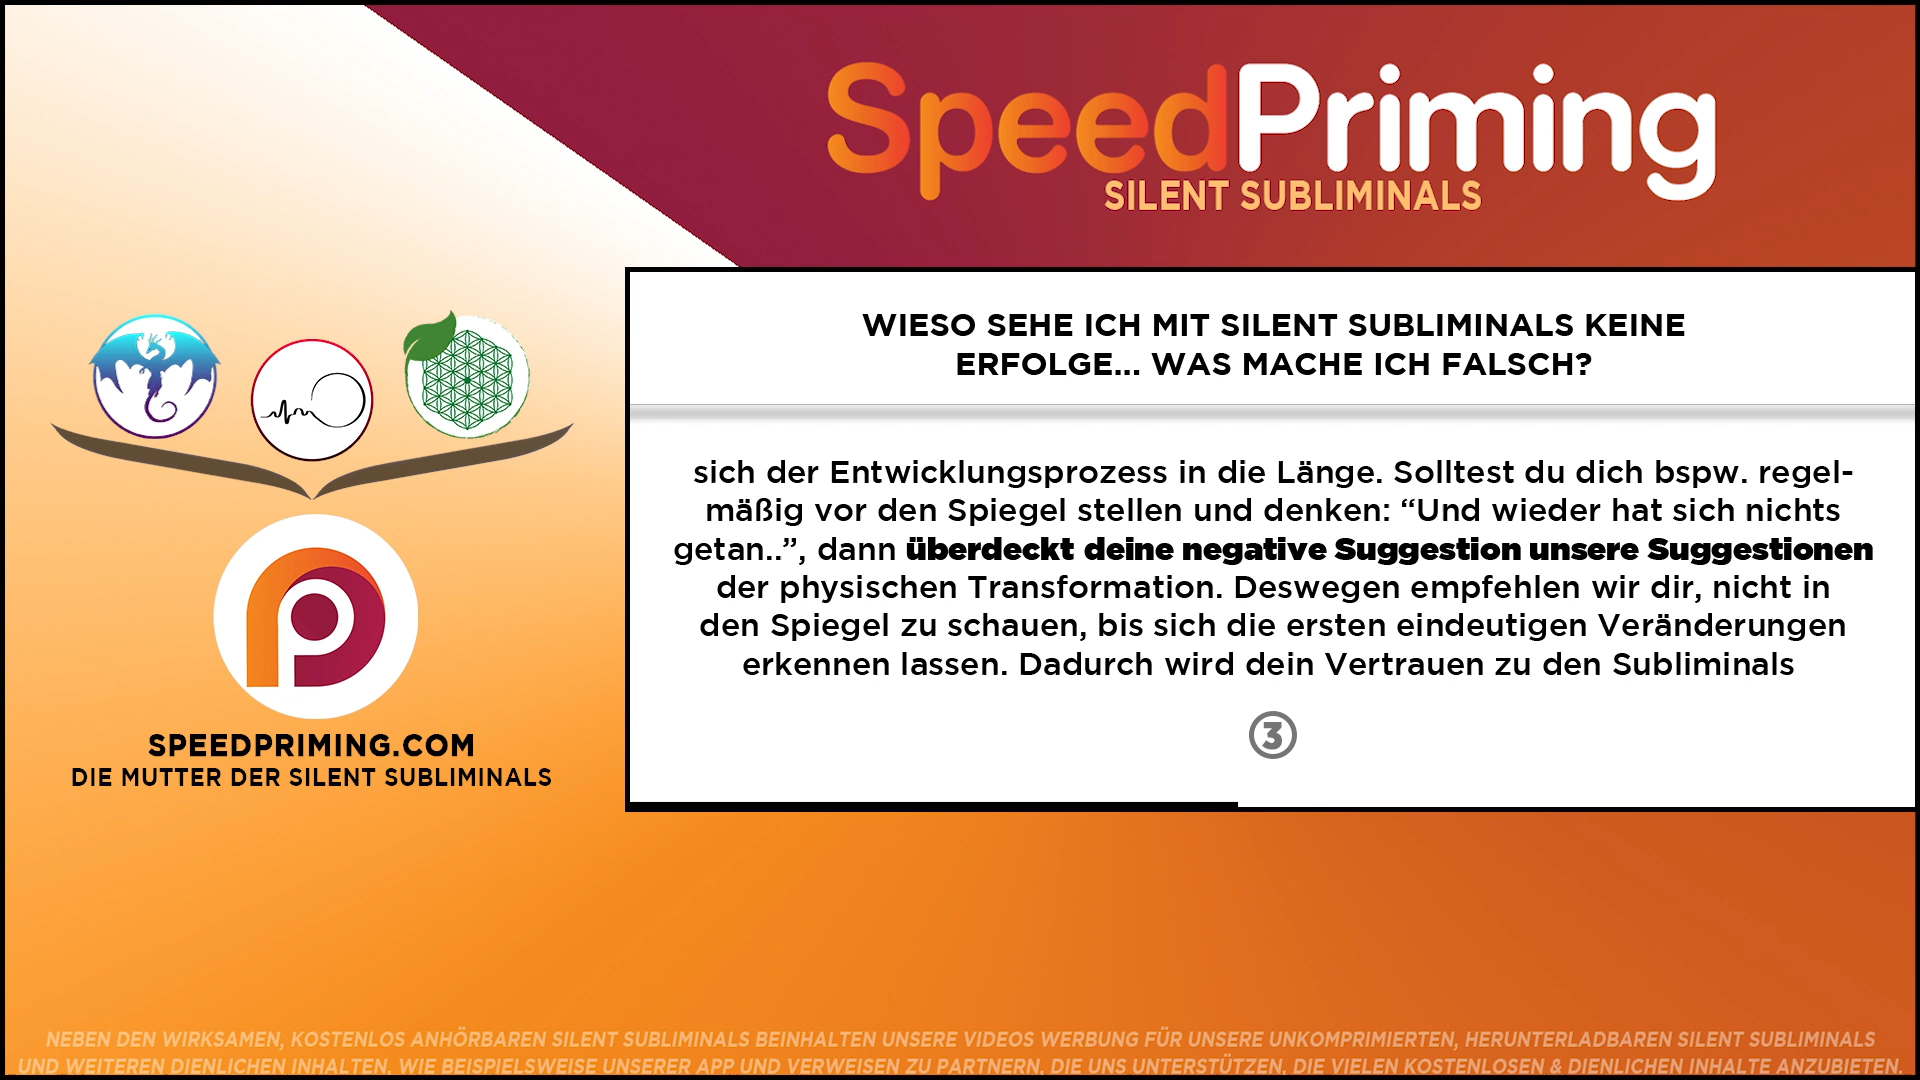 SpeedPriming
SILENT SUBLIMINALS
WIESO SEHE ICH MIT SILENT SUBLIMINALS KEINE
ERFOLGE... WAS MACHE ICH FALSCH?
sich der Entwicklungsprozess in die Länge. Solltest du dich bspw. regel-
mäßig vor den Spiegel stellen und denken: “Und wieder hat sich nichts
getan..”, dann überdeckt deine negative Suggestion unsere Suggestionen
der physischen Transformation. Deswegen empfehlen wir dir, nicht in
den Spiegel zu schauen, bis sich die ersten eindeutigen Veränderungen
erkennen lassen. Dadurch wird dein Vertrauen zu den Subliminals
3
SPEEDPRIMING.COM
DIE MUTTER DER SILENT SUBLIMINALS
NEBEN DEN WIRKSAMEN, KOSTENLOS ANHÖRBAREN SILENT SUBLIMINALS BEINHALTEN UNSERE VIDEOS WERBUNG FÜR UNSERE UNKOMPRIMIERTEN, HERUNTERLADBAREN SILENT SUBLIMINALS
UND WEITEREN DIENLICHEN INHALTEN, WIE BEISPIELSWEISE UNSERER APP UND VERWEISEN ZU PARTNERN, DIE UNS UNTERSTÜTZEN, DIE VIELEN KOSTENLOSEN & DIENLICHEN INHALTE ANZUBIETEN.